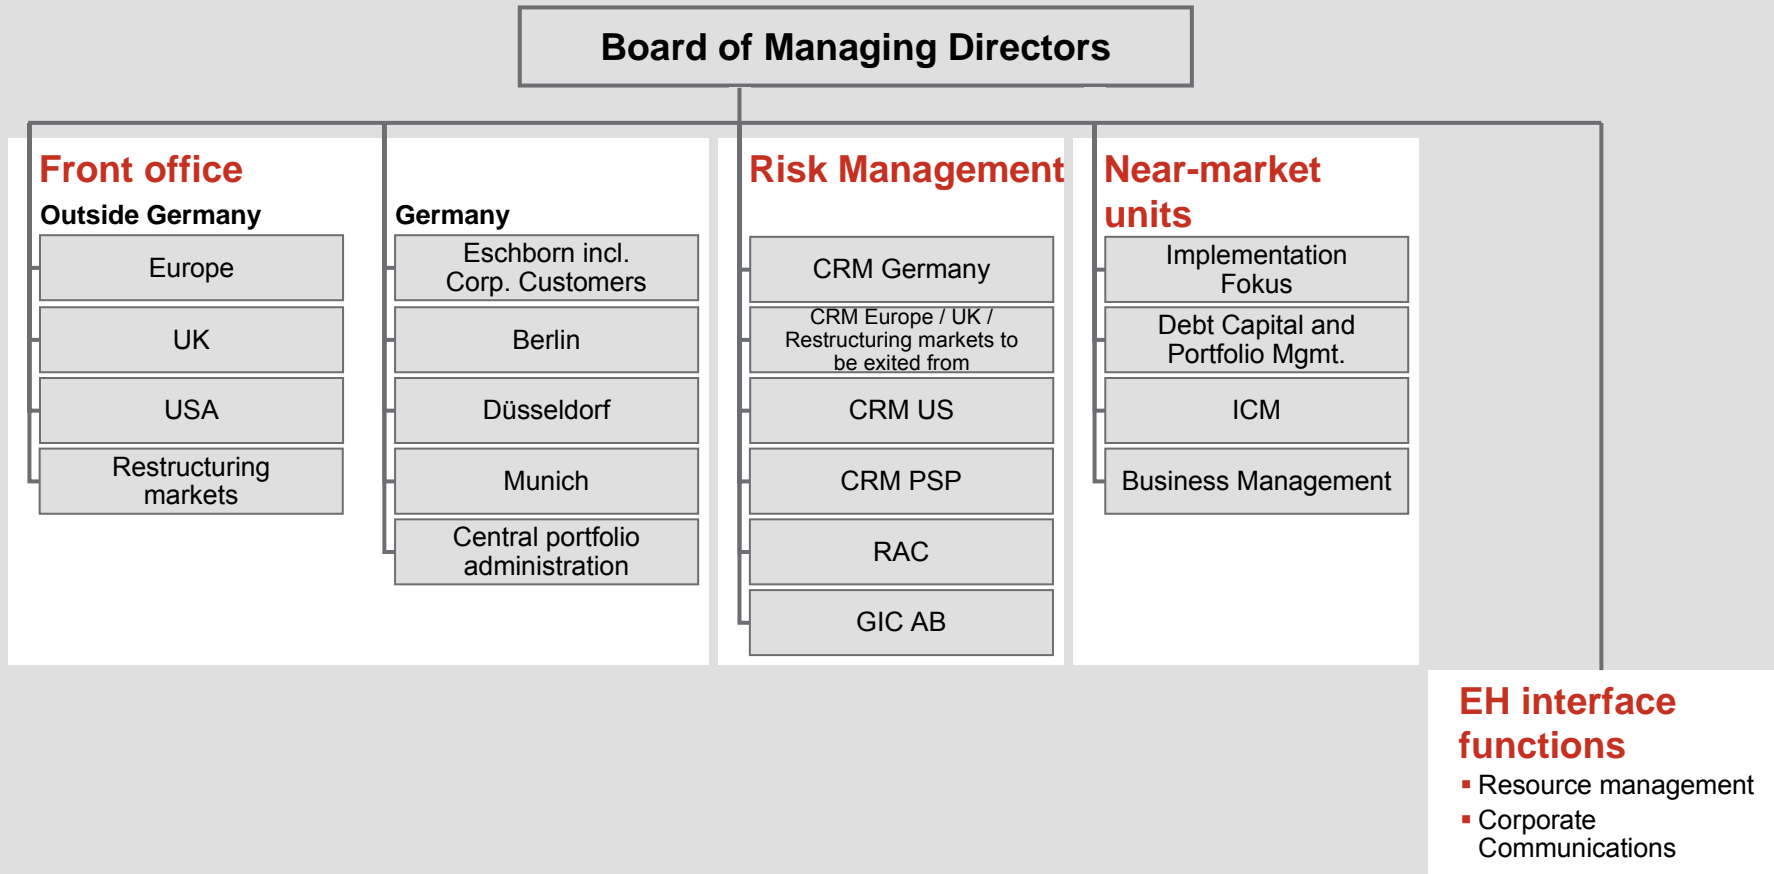 Board of Managing Directors
Front office
Outside Germany
Europe
UK
USA
Restructuring
markets
Germany
Eschborn incl.
Corp. Customers
Berlin
Düsseldorf
Munich
Central portfolio
administration
Risk Management
CRM Germany
CRM Europe / UK /
Restructuring markets to
be exited from
CRM US
CRM PSP
RAC
GIC AB
Near-market
units
Implementation
Fokus
Debt Capital and
Portfolio Mgmt.
ICM
Business Management
EH interface
functions
▪ Resource management
▪ Corporate
Communications